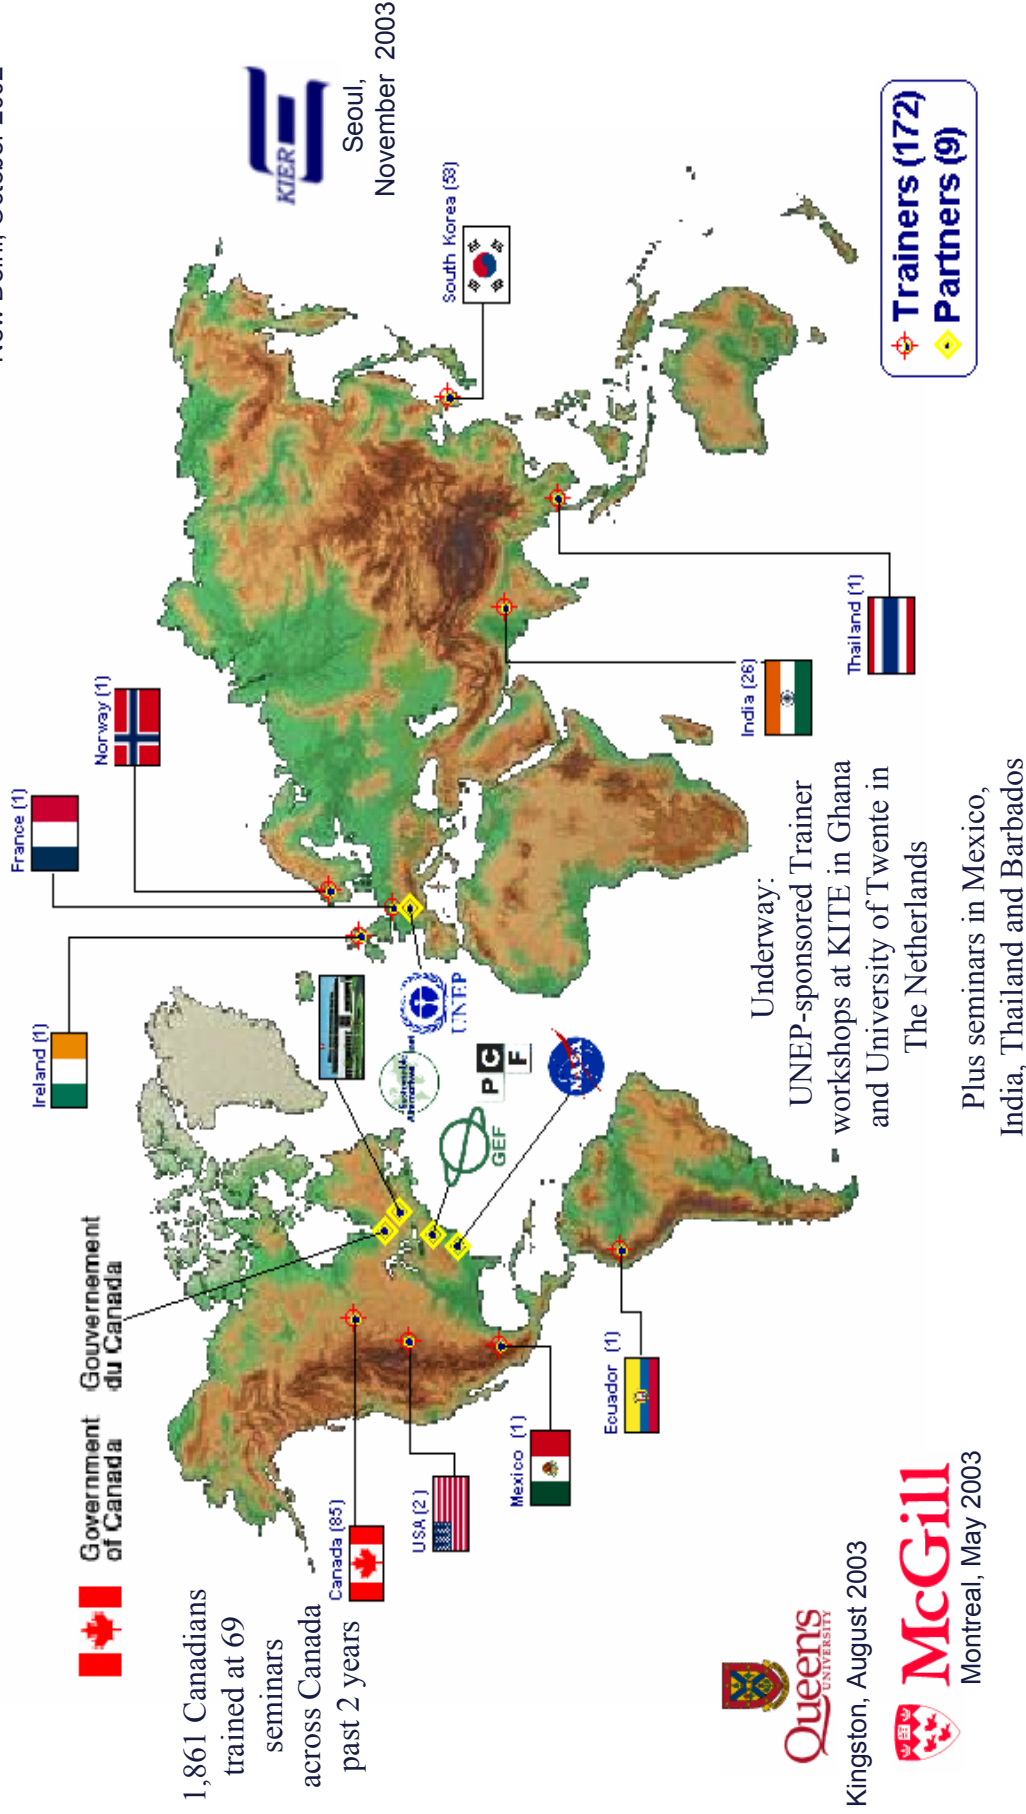 Government
of Canada
Gouvernement
du Canada
1,861 Canadians
trained at 69
seminars
across Canada
past 2 years
Canada (85)
USA (2)
Mexico (1)
Ecuador (1)
Ireland (1)
France (1)
Norway (1)
UNEP
GEF
P C
F
NASA
KIER
Seoul,
November 2003
South Korea (53)
India (26)
Thailand (1)
Trainers (172)
Partners (9)
Underway:
UNEP-sponsored Trainer
workshops at KITE in Ghana
and University of Twente in
The Netherlands
Plus seminars in Mexico,
India, Thailand and Barbados
Queen's
UNIVERSITY
Kingston, August 2003
McGill
Montreal, May 2003